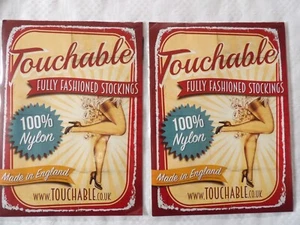 Touchable
FULLY FASHIONED STOCKINGS
100%
Nylon
Made in England
WWW.TOUCHABLE.CO.UK
Touchable
FULLY FASHIONED STOCKINGS
100%
Nylon
Made in England
WWW.TOUCHABLE.CO.UK